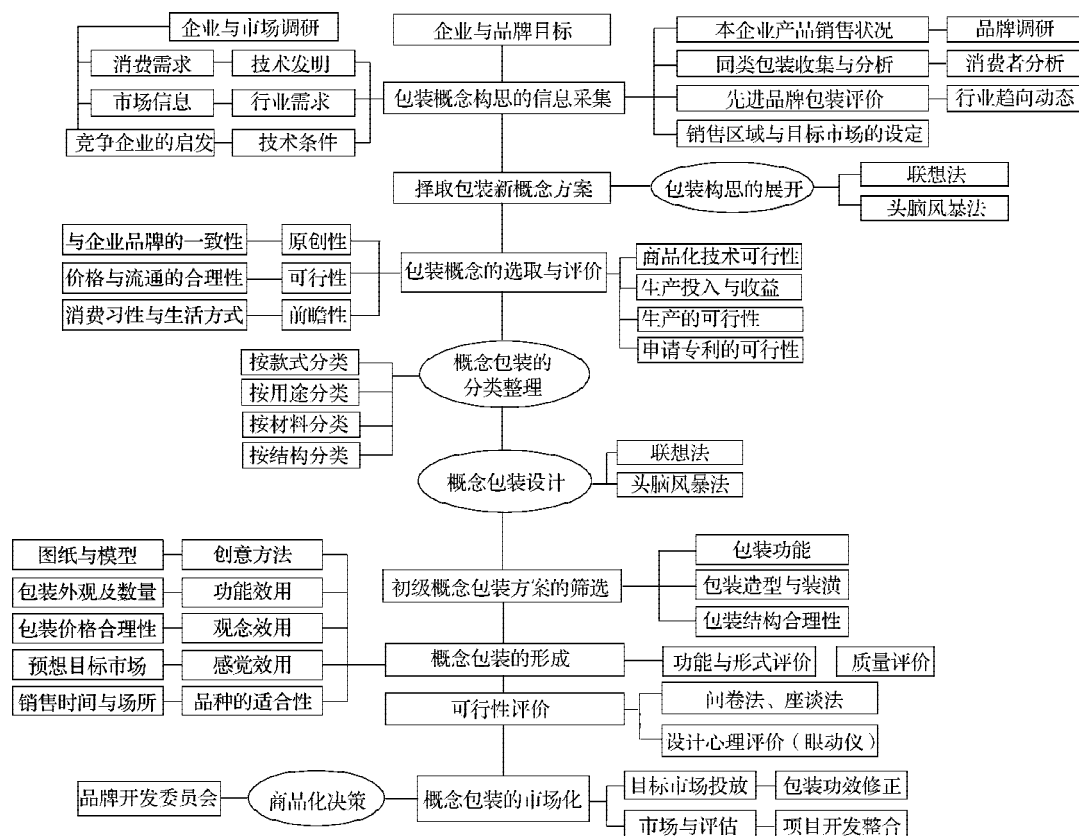 企业与市场调研
企业与品牌目标
本企业产品销售状况
品牌调研
消费需求
技术发明
同类包装收集与分析
消费者分析
市场信息
行业需求
包装概念构思的信息采集
先进品牌包装评价
行业趋向动态
竞争企业的启发
技术条件
销售区域与目标市场的设定
择取包装新概念方案
包装构思的展开
联想法
头脑风暴法
与企业品牌的一致性
原创性
价格与流通的合理性
可行性
消费习性与生活方式
前瞻性
包装概念的选取与评价
商品化技术可行性
生产投入与收益
生产的可行性
申请专利的可行性
按款式分类
按用途分类
按材料分类
按结构分类
概念包装的
分类整理
概念包装设计
联想法
头脑风暴法
图纸与模型
创意方法
包装外观及数量
功能效用
包装价格合理性
观念效用
预想目标市场
感觉效用
销售时间与场所
品种的适合性
初级概念包装方案的筛选
包装功能
包装造型与装潢
包装结构合理性
概念包装的形成
功能与形式评价
质量评价
可行性评价
问卷法、座谈法
设计心理评价（眼动仪）
品牌开发委员会
商品化决策
概念包装的市场化
目标市场投放
包装功效修正
市场与评估
项目开发整合